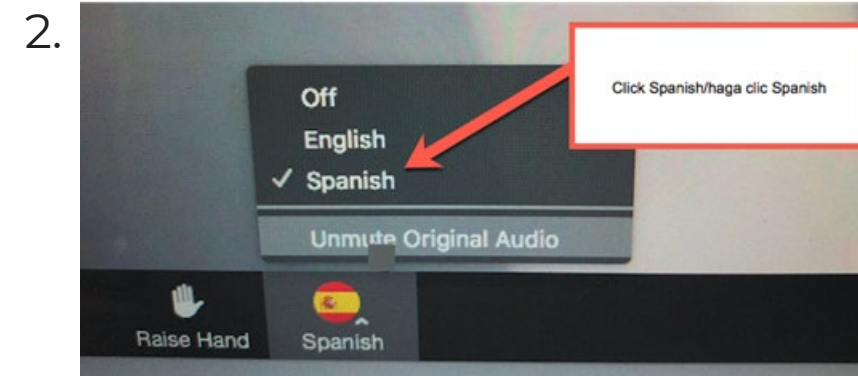 2.
Off
Click Spanish/haga clic Spanish
English
✓ Spanish
Unmute Original Audio
Raise Hand
Spanish